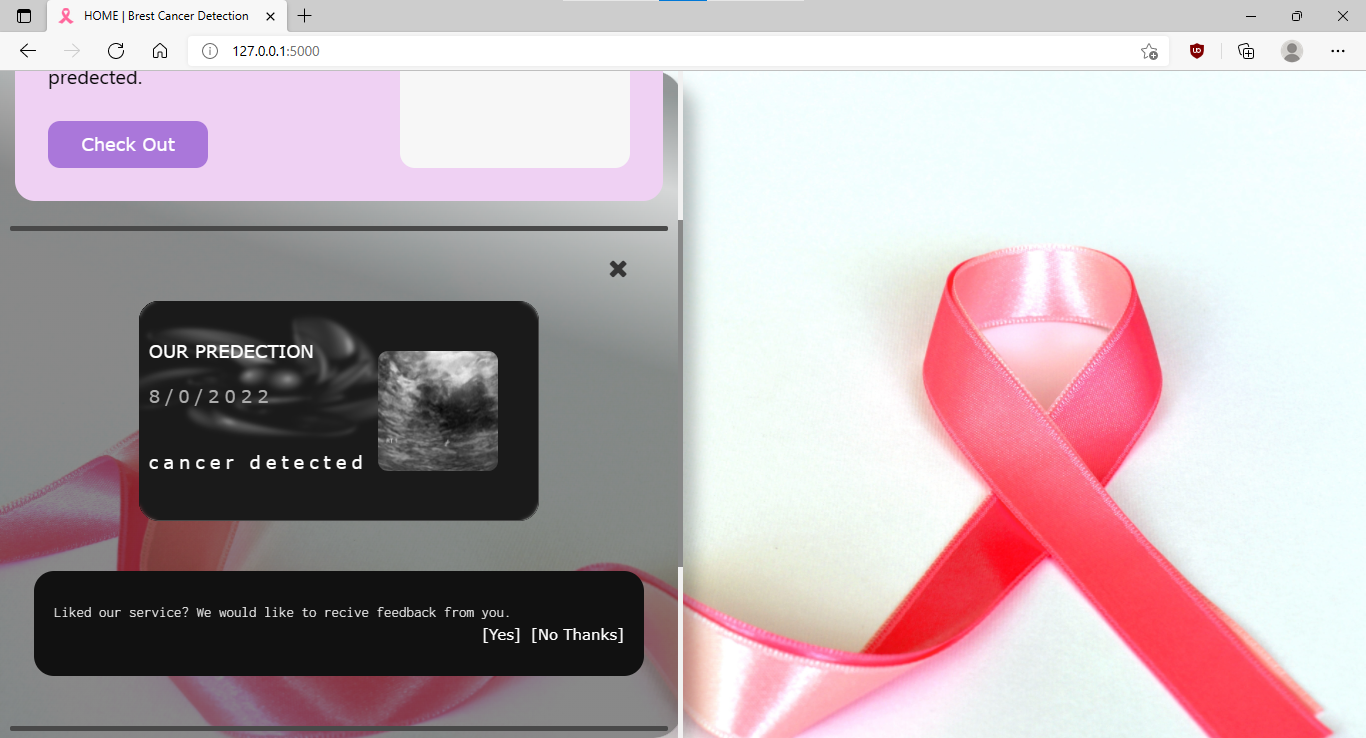 HOME | Brest Cancer Detection
127.0.0.1:5000
predected.
Check Out
OUR PREDECTION
8/0/2022
cancer detected
Liked our service? We would like to recive feedback from you.
[Yes] [No Thanks]